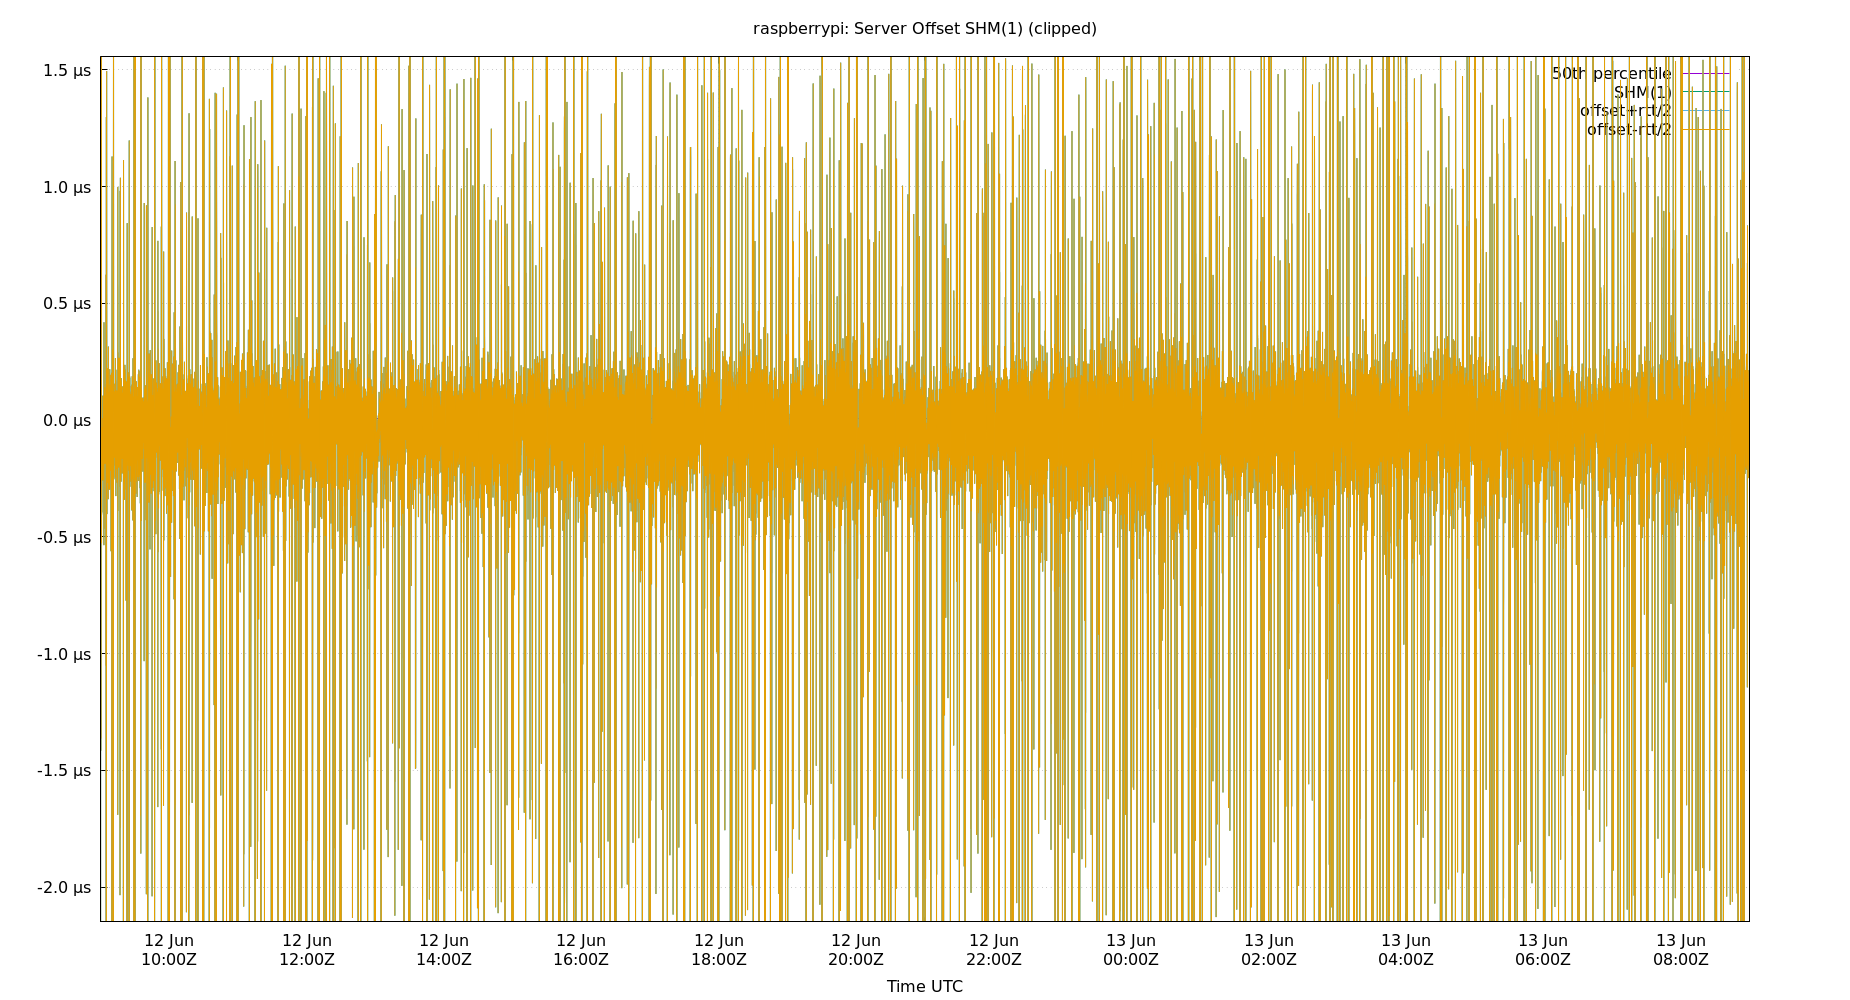 raspberrypi: Server Offset SHM(1) (clipped)
1.5 µs
1.0 µs
0.5 µs
0.0 µs
-0.5 µs
-1.0 µs
-1.5 µs
-2.0 µs
50th percentile
SHM(1)
offset+rtt/2
offset-rtt/2
12 Jun 12 Jun 12 Jun 12 Jun 12 Jun 12 Jun 12 Jun 13 Jun 13 Jun 13 Jun 13 Jun 13 Jun
10:00Z 12:00Z 14:00Z 16:00Z 18:00Z 20:00Z 22:00Z 00:00Z 02:00Z 04:00Z 06:00Z 08:00Z
Time UTC